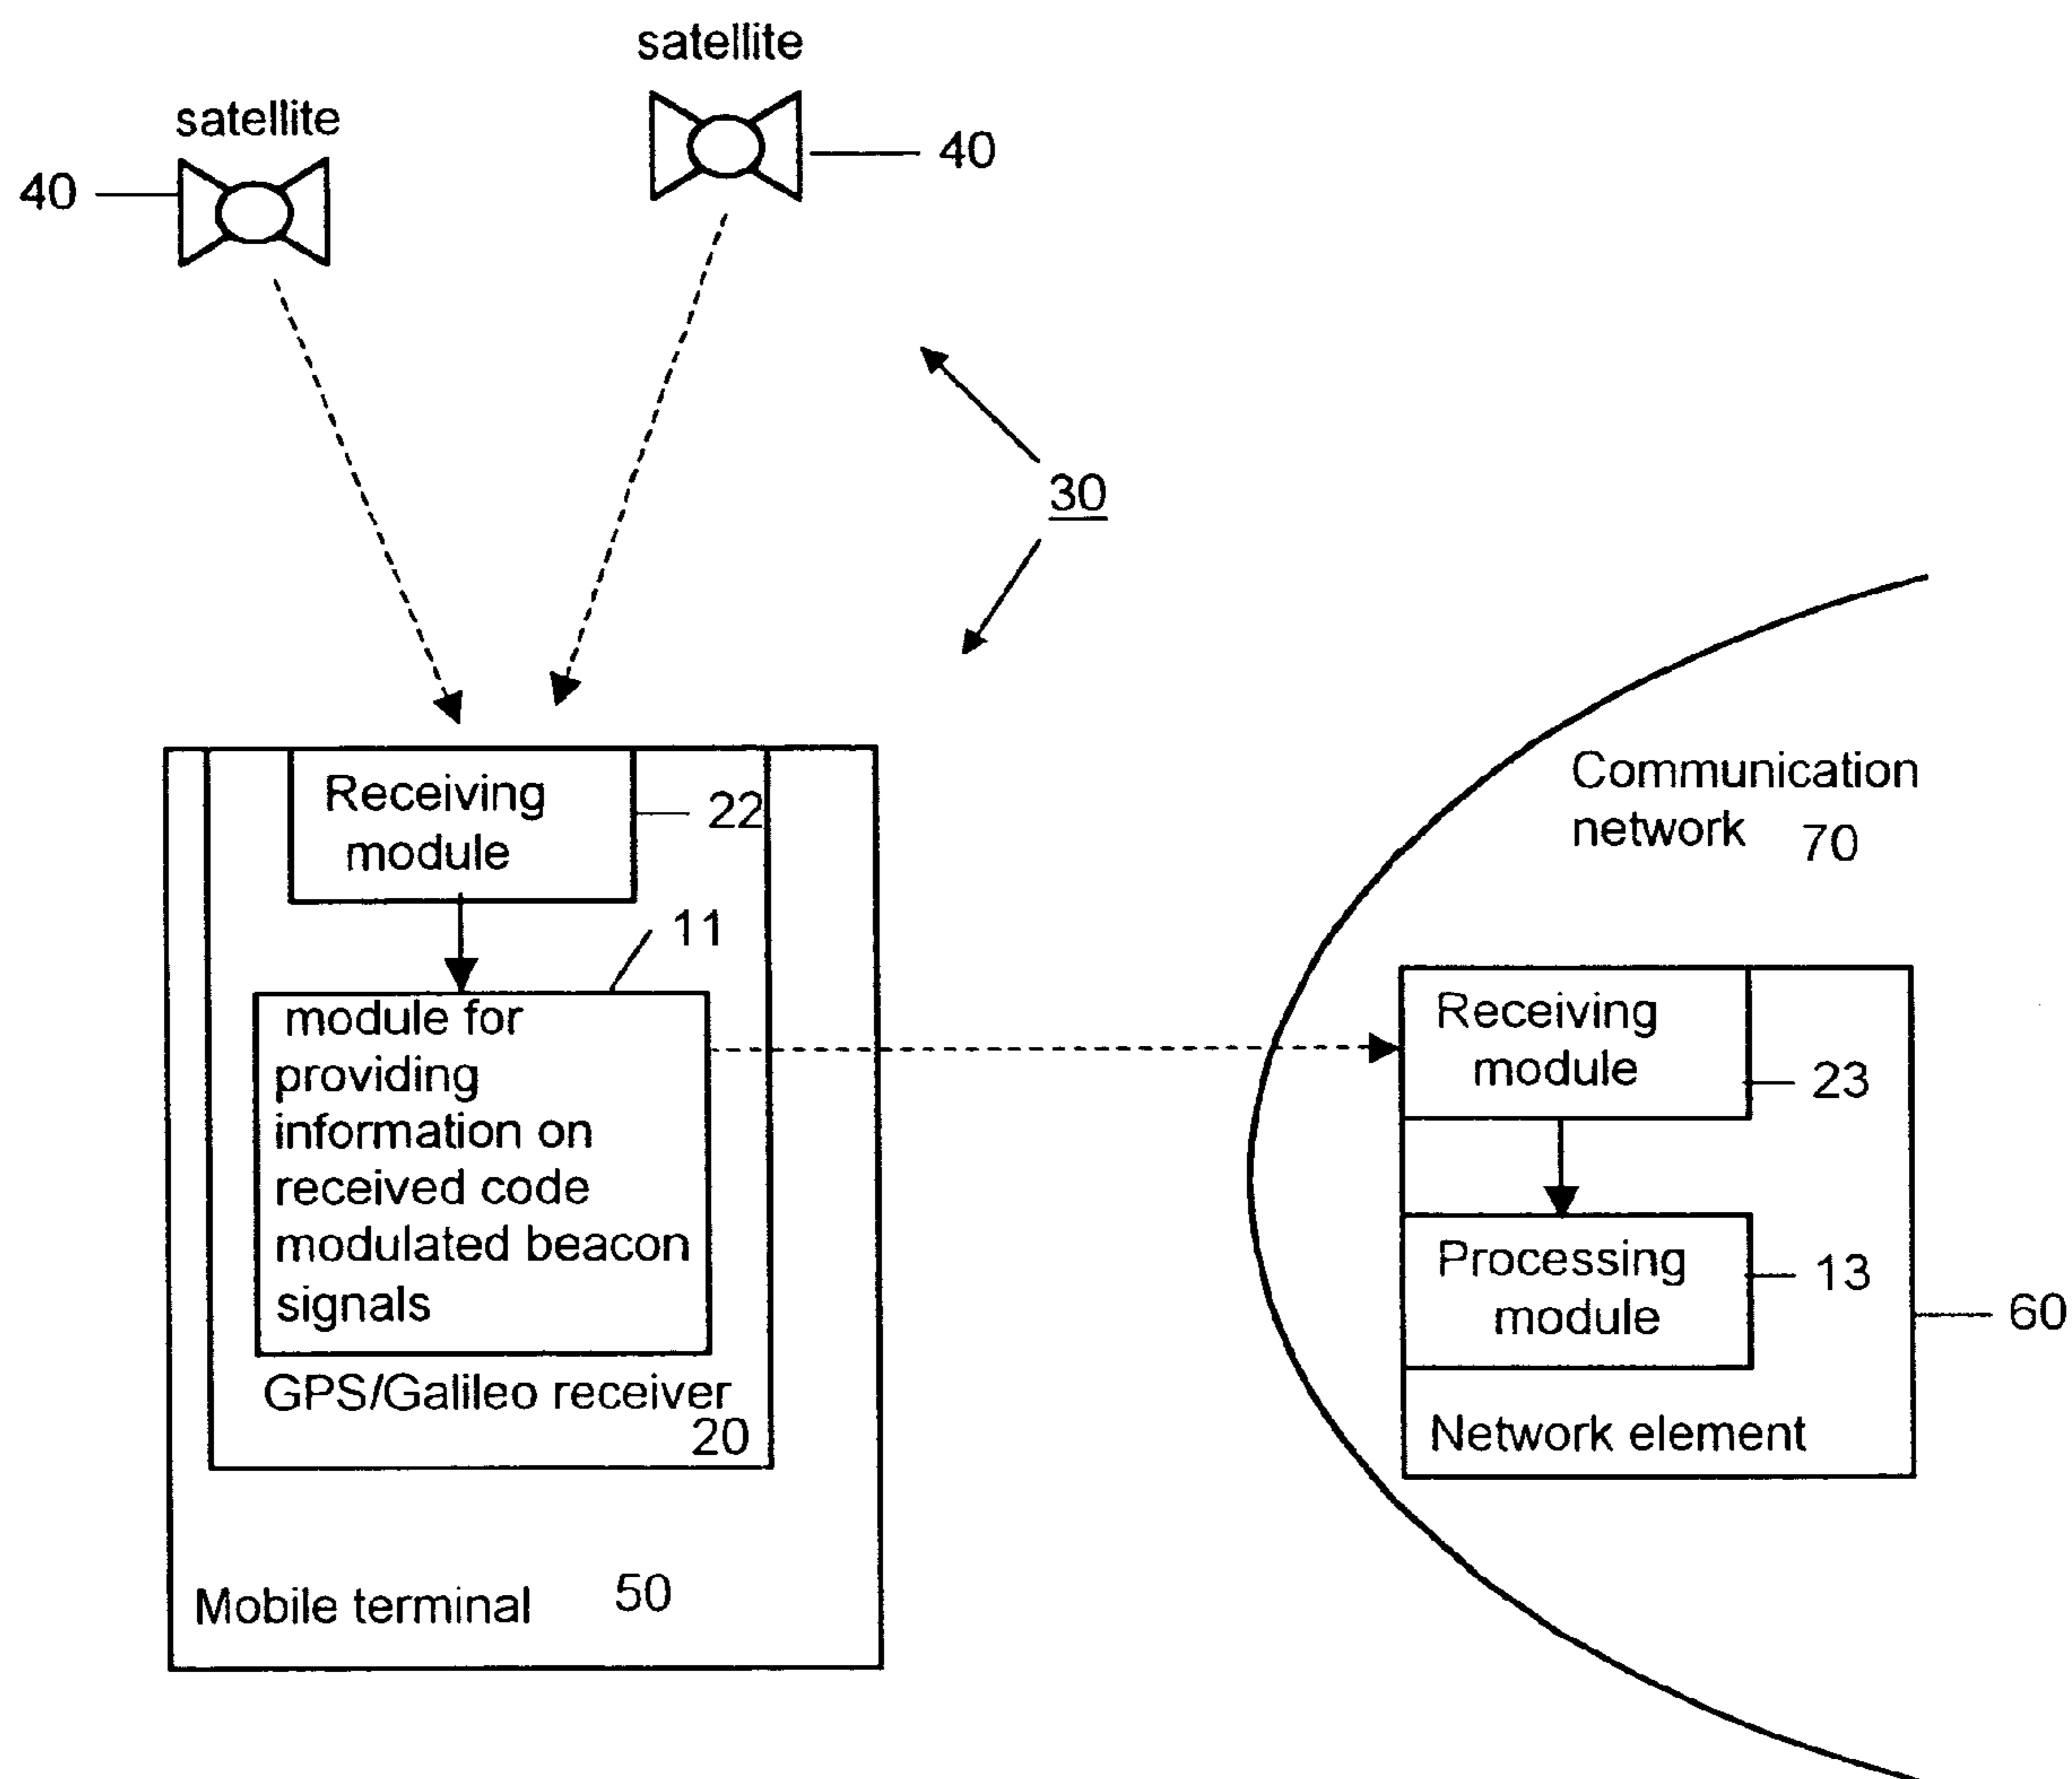 satellite
satellite
40
40
30
Receiving
module
22
11
module for
providing
information on
received code
modulated beacon
signals
GPS/Galileo receiver
20
Mobile terminal 50
Communication
network 70
Receiving
module
23
Processing
module
13
60
Network element